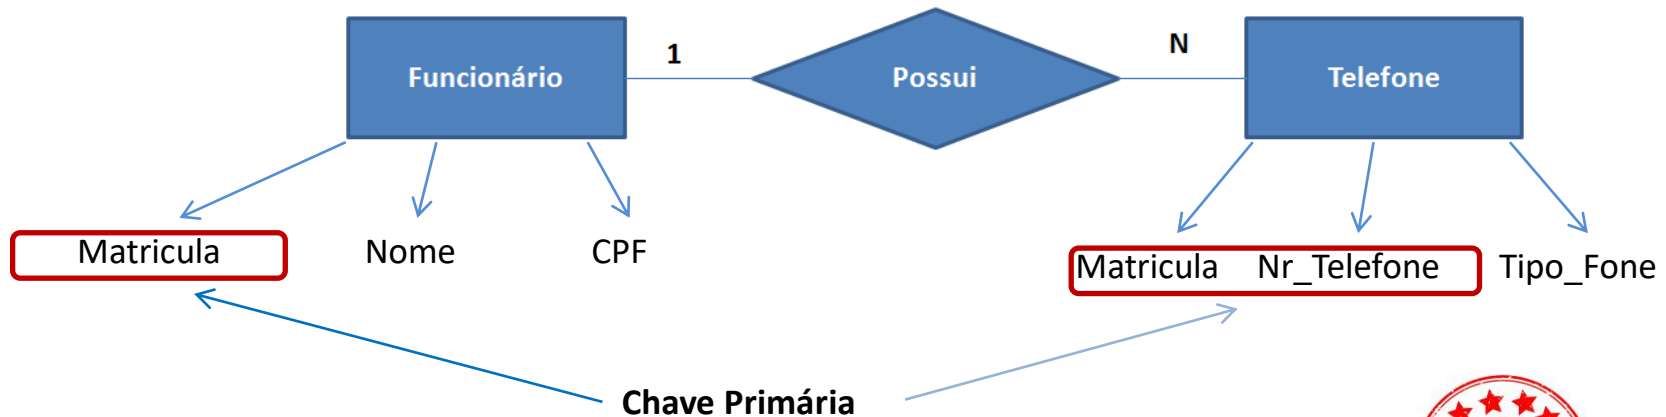 Funcionário
1
Possui
N
Telefone
Matricula
Nome
CPF
Matricula Nr_Telefone Tipo_Fone
Chave Primária